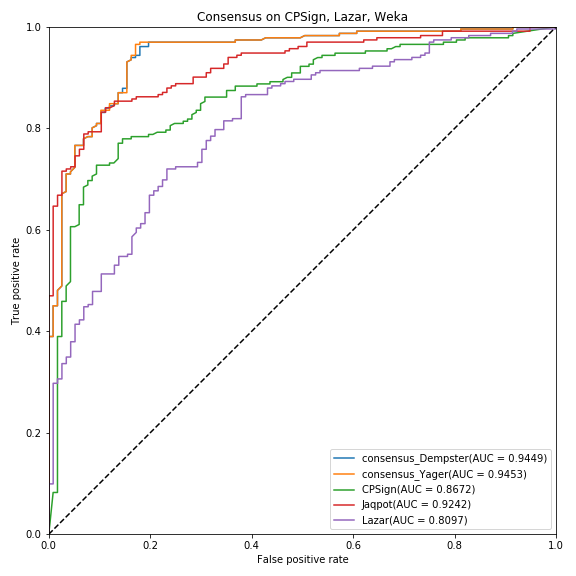 Consensus on CPSign, Lazar, Weka
1.0
0.8
0.6
0.4
0.2
0.0
True positive rate
0.0 0.2 0.4 0.6 0.8 1.0
False positive rate
consensus_Dempster(AUC = 0.9449)
consensus_Yager(AUC = 0.9453)
CPSign(AUC = 0.8672)
Jaqpot(AUC = 0.9242)
Lazar(AUC = 0.8097)